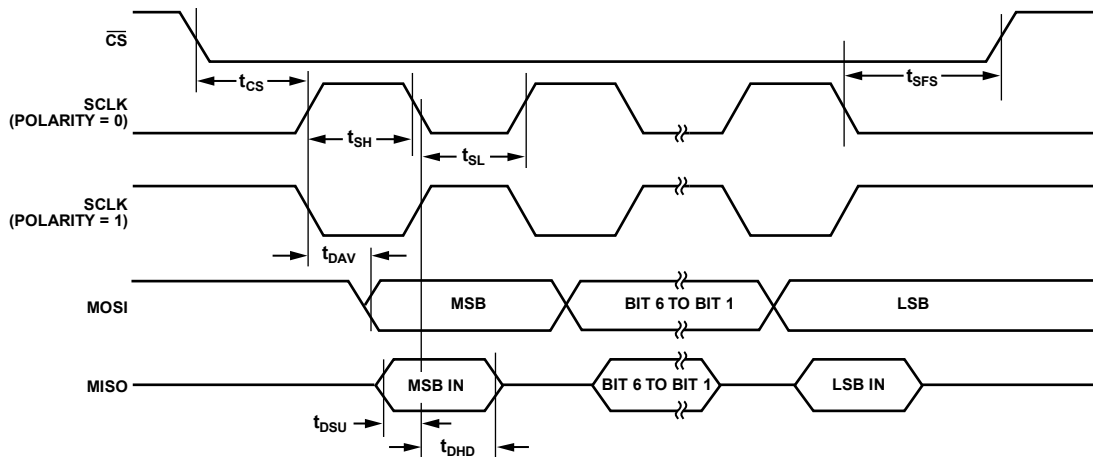 CS
tCS
tSFS
SCLK
(POLARITY = 0)
tSH
tSL
SCLK
(POLARITY = 1)
tDAV
MOSI
MSB
BIT 6 TO BIT 1
LSB
MISO
MSB IN
BIT 6 TO BIT 1
LSB IN
tDSU
tDHD